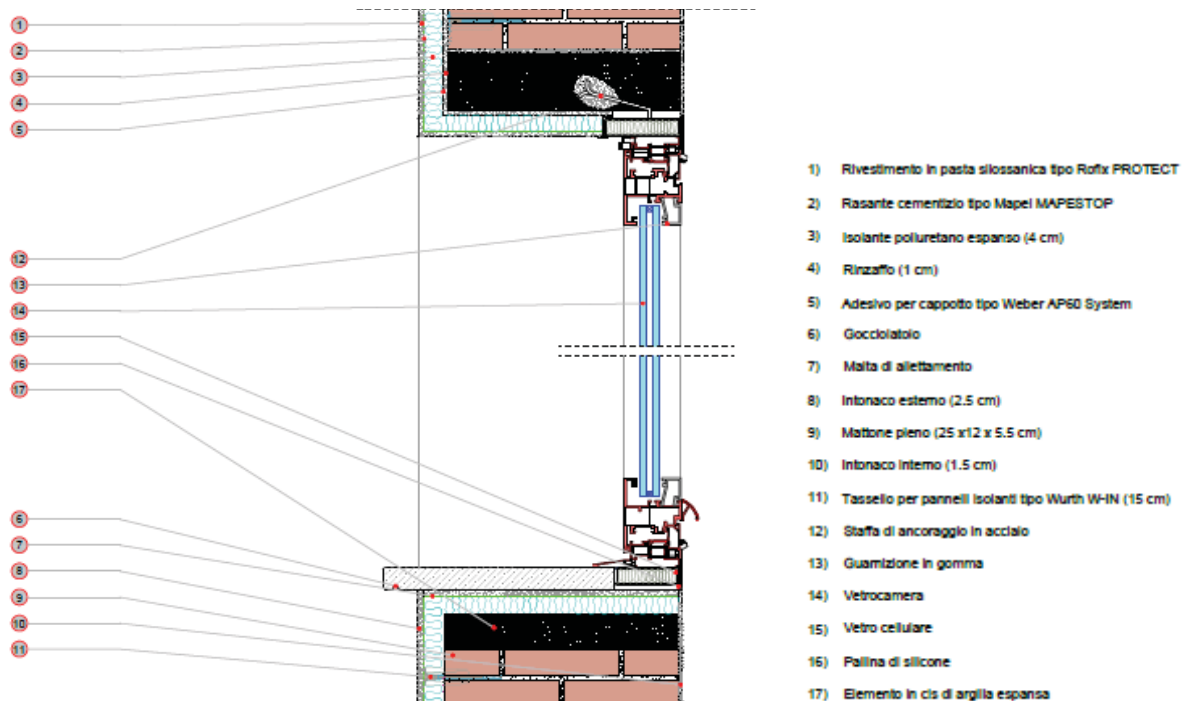 1
2
3
4
5
12
13
14
15
16
17
6
7
8
9
10
11
1) Rivestimento in pasta silossanica tipo Rofix PROTECT
2) Rasante cementizio tipo Mapei MAPESTOP
3) Isolante poliuretano espanso (4 cm)
4) Rinzaffo (1 cm)
5) Adesivo per cappotto tipo Weber AP60 System
6) Gocciolatoio
7) Malta di allettamento
8) Intonaco esterno (2.5 cm)
9) Mattone pieno (25 x12 x 5.5 cm)
10) Intonaco interno (1.5 cm)
11) Tassello per pannelli isolanti tipo Wurth W-IN (15 cm)
12) Staffa di ancoraggio in acciaio
13) Guarnizione in gomma
14) Vetrocamera
15) Vetro cellulare
16) Pallina di silicone
17) Elemento in cls di argilla espansa